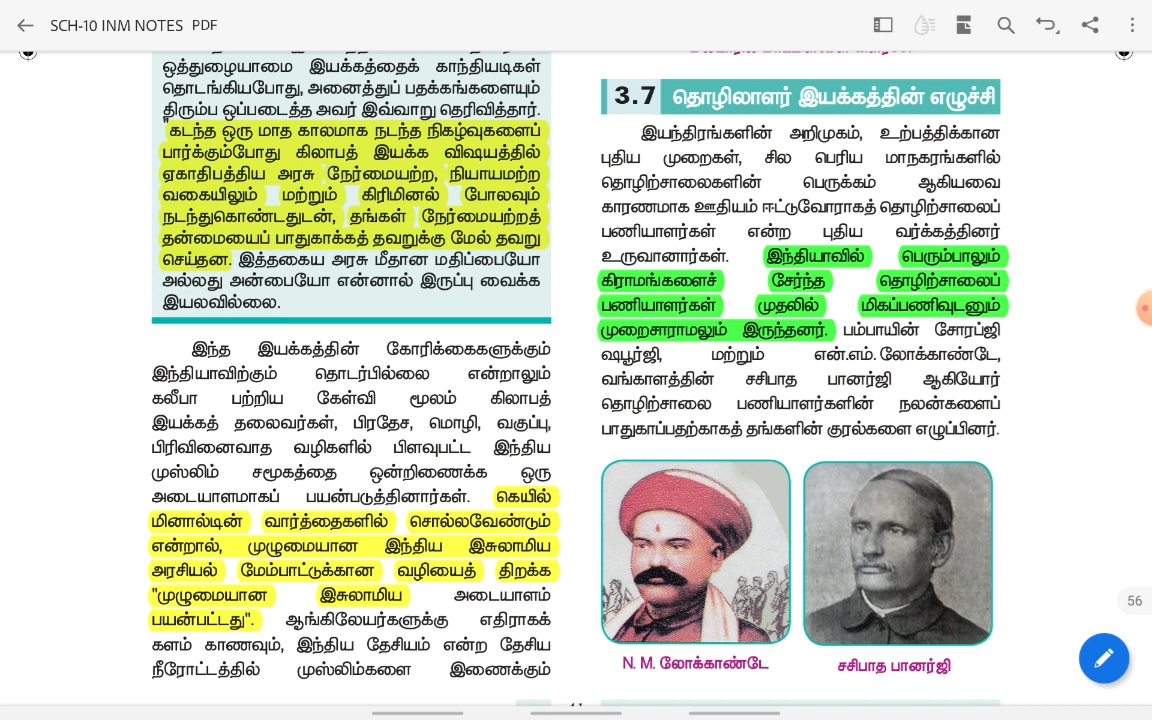 SCH-10 INM NOTES PDF
ஒத்துழையாமை இயக்கத்தைக் காந்தியடிகள்
தொடங்கியபோது, அனைத்துப் பதக்கங்களையும்
திரும்ப ஒப்படைத்த அவர் இவ்வாறு தெரிவித்தார்.
"கடந்த ஒரு மாத காலமாக நடந்த நிகழ்வுகளைப்
பார்க்கும்போது கிலாபத் இயக்க விஷயத்தில்
ஏகாதிபத்திய அரசு நேர்மையற்ற, நியாயமற்ற
வகையிலும் மற்றும் கிரிமினல் போலவும்
நடந்துகொண்டதுடன், தங்கள் நேர்மையற்றத்
தன்மையைப் பாதுகாக்கத் தவறுக்கு மேல் தவறு
செய்தன. இத்தகைய அரசு மீதான மதிப்பையோ
அல்லது அன்பையோ என்னால் இருப்பு வைக்க
இயலவில்லை.
இந்த இயக்கத்தின் கோரிக்கைகளுக்கும்
இந்தியாவிற்கும் தொடர்பில்லை என்றாலும்
கலீபா பற்றிய கேள்வி மூலம் கிலாபத்
இயக்கத் தலைவர்கள், பிரதேச, மொழி, வகுப்பு,
பிரிவினைவாத வழிகளில் பிளவுபட்ட இந்திய
முஸ்லிம் சமூகத்தை ஒன்றிணைக்க ஒரு
அடையாளமாகப் பயன்படுத்தினார்கள். கெயில்
மினால்டின் வார்த்தைகளில் சொல்லவேண்டும்
என்றால், முழுமையான இந்திய இசுலாமிய
அரசியல் மேம்பாட்டுக்கான வழியைத் திறக்க
"முழுமையான இசுலாமிய அடையாளம்
பயன்பட்டது". ஆங்கிலேயர்களுக்கு எதிராகக்
களம் காணவும், இந்திய தேசியம் என்ற தேசிய
நீரோட்டத்தில் முஸ்லிம்களை இணைக்கும்
3.7 தொழிலாளர் இயக்கத்தின் எழுச்சி
இயந்திரங்களின் அறிமுகம், உற்பத்திக்கான
புதிய முறைகள், சில பெரிய மாநகரங்களில்
தொழிற்சாலைகளின் பெருக்கம் ஆகியவை
காரணமாக ஊதியம் ஈட்டுவோராகத் தொழிற்சாலைப்
பணியாளர்கள் என்ற புதிய வர்க்கத்தினர்
உருவானார்கள். இந்தியாவில் பெரும்பாலும்
கிராமங்களைச் சேர்ந்த தொழிற்சாலைப்
பணியாளர்கள் முதலில் மிகப்பணிவுடனும்
முறைசாராமலும் இருந்தனர். பம்பாயின் சோரப்ஜி
ஷபூர்ஜி, மற்றும் என்.எம். லோக்காண்டே,
வங்காளத்தின் சசிபாத பானர்ஜி ஆகியோர்
தொழிற்சாலை பணியாளர்களின் நலன்களைப்
பாதுகாப்பதற்காகத் தங்களின் குரல்களை எழுப்பினர்.
N. M. லோக்காண்டே
சசிபாத பானர்ஜி
56